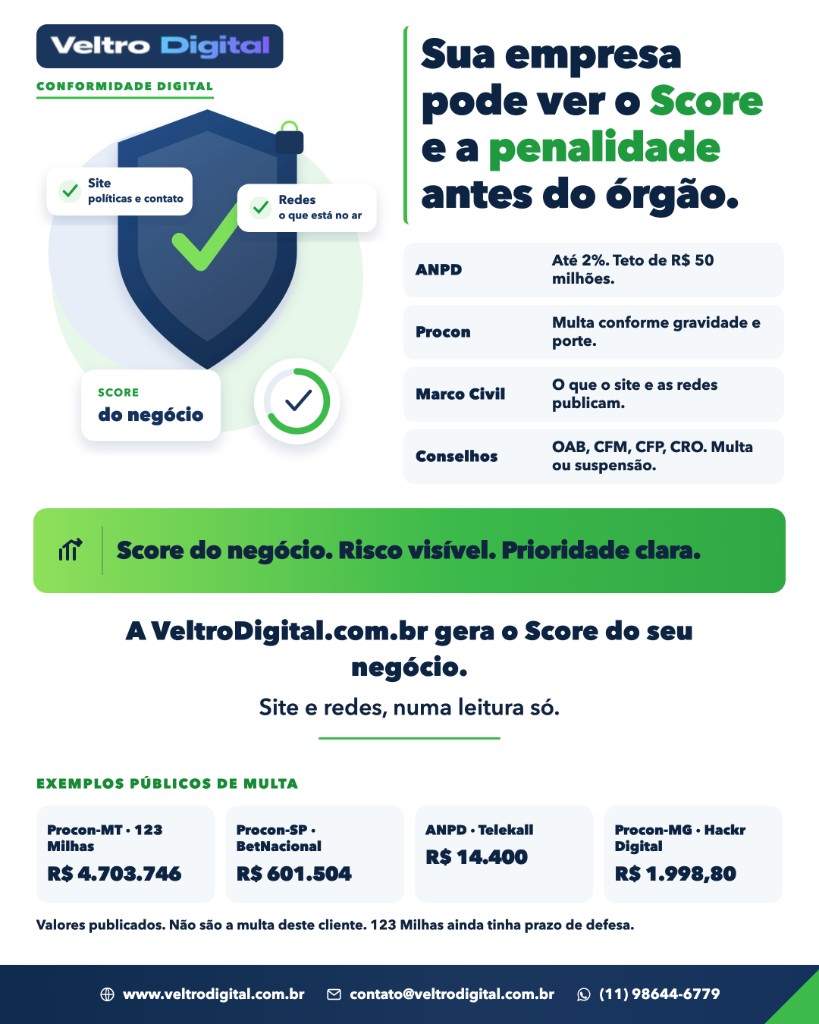 Veltro Digital
CONFORMIDADE DIGITAL
Site
políticas e contato
Redes
o que está no ar
SCORE
do negócio
Sua empresa
pode ver o Score
e a penalidade
antes do órgão.
ANPD
Até 2%. Teto de R$ 50
milhões.
Procon
Multa conforme gravidade e
porte.
Marco Civil
O que o site e as redes
publicam.
Conselhos
OAB, CFM, CFP, CRO. Multa
ou suspensão.
Score do negócio. Risco visível. Prioridade clara.
A VeltroDigital.com.br gera o Score do seu
negócio.
Site e redes, numa leitura só.
EXEMPLOS PÚBLICOS DE MULTA
Procon-MT · 123
Milhas
R$ 4.703.746
Procon-SP ·
BetNacional
R$ 601.504
ANPD · Telekall
R$ 14.400
Procon-MG · Hackr
Digital
R$ 1.998,80
Valores publicados. Não são a multa deste cliente. 123 Milhas ainda tinha prazo de defesa.
www.veltrodigital.com.br contato@veltrodigital.com.br (11) 98644-6779